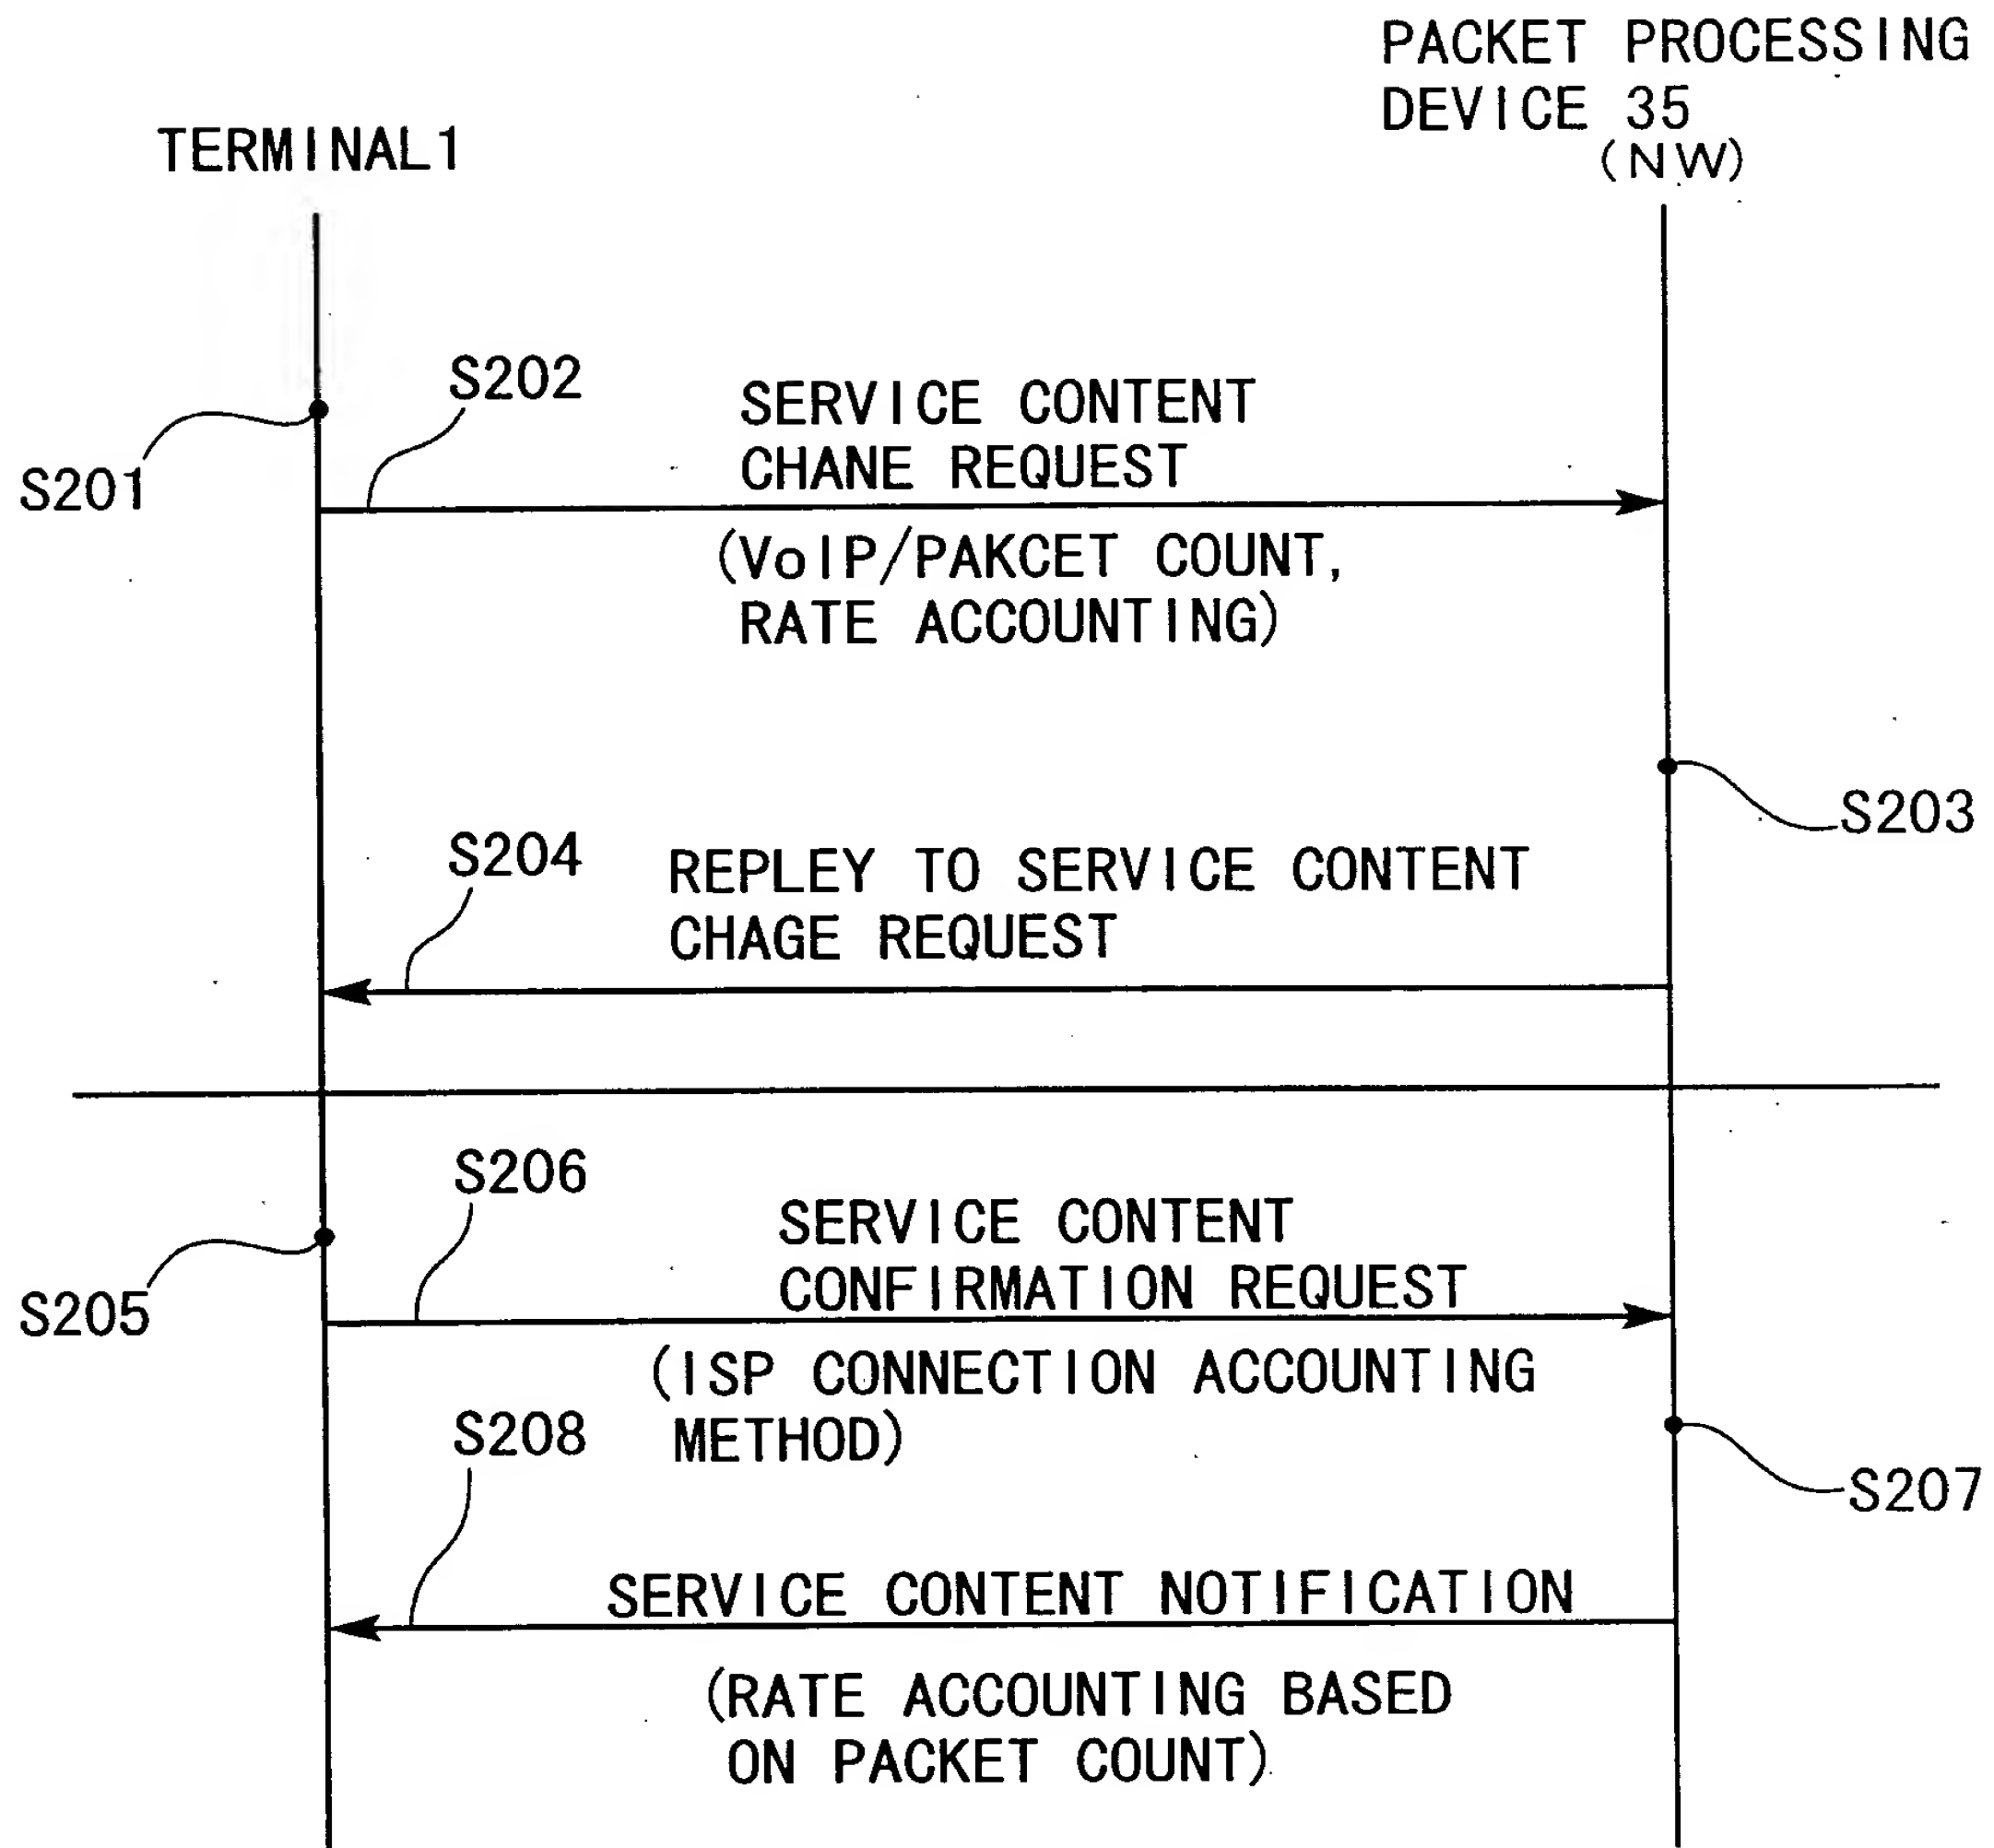 PACKET PROCESSING
DEVICE 35
(NW)
TERMINAL1
S202
SERVICE CONTENT
CHANE REQUEST
S201
(VoIP/PAKCET COUNT,
RATE ACCOUNTING)
S203
S204
REPLEY TO SERVICE CONTENT
CHAGE REQUEST
S206
SERVICE CONTENT
CONFIRMATION REQUEST
S205
(ISP CONNECTION ACCOUNTING
METHOD)
S208
S207
SERVICE CONTENT NOTIFICATION
(RATE ACCOUNTING BASED
ON PACKET COUNT)